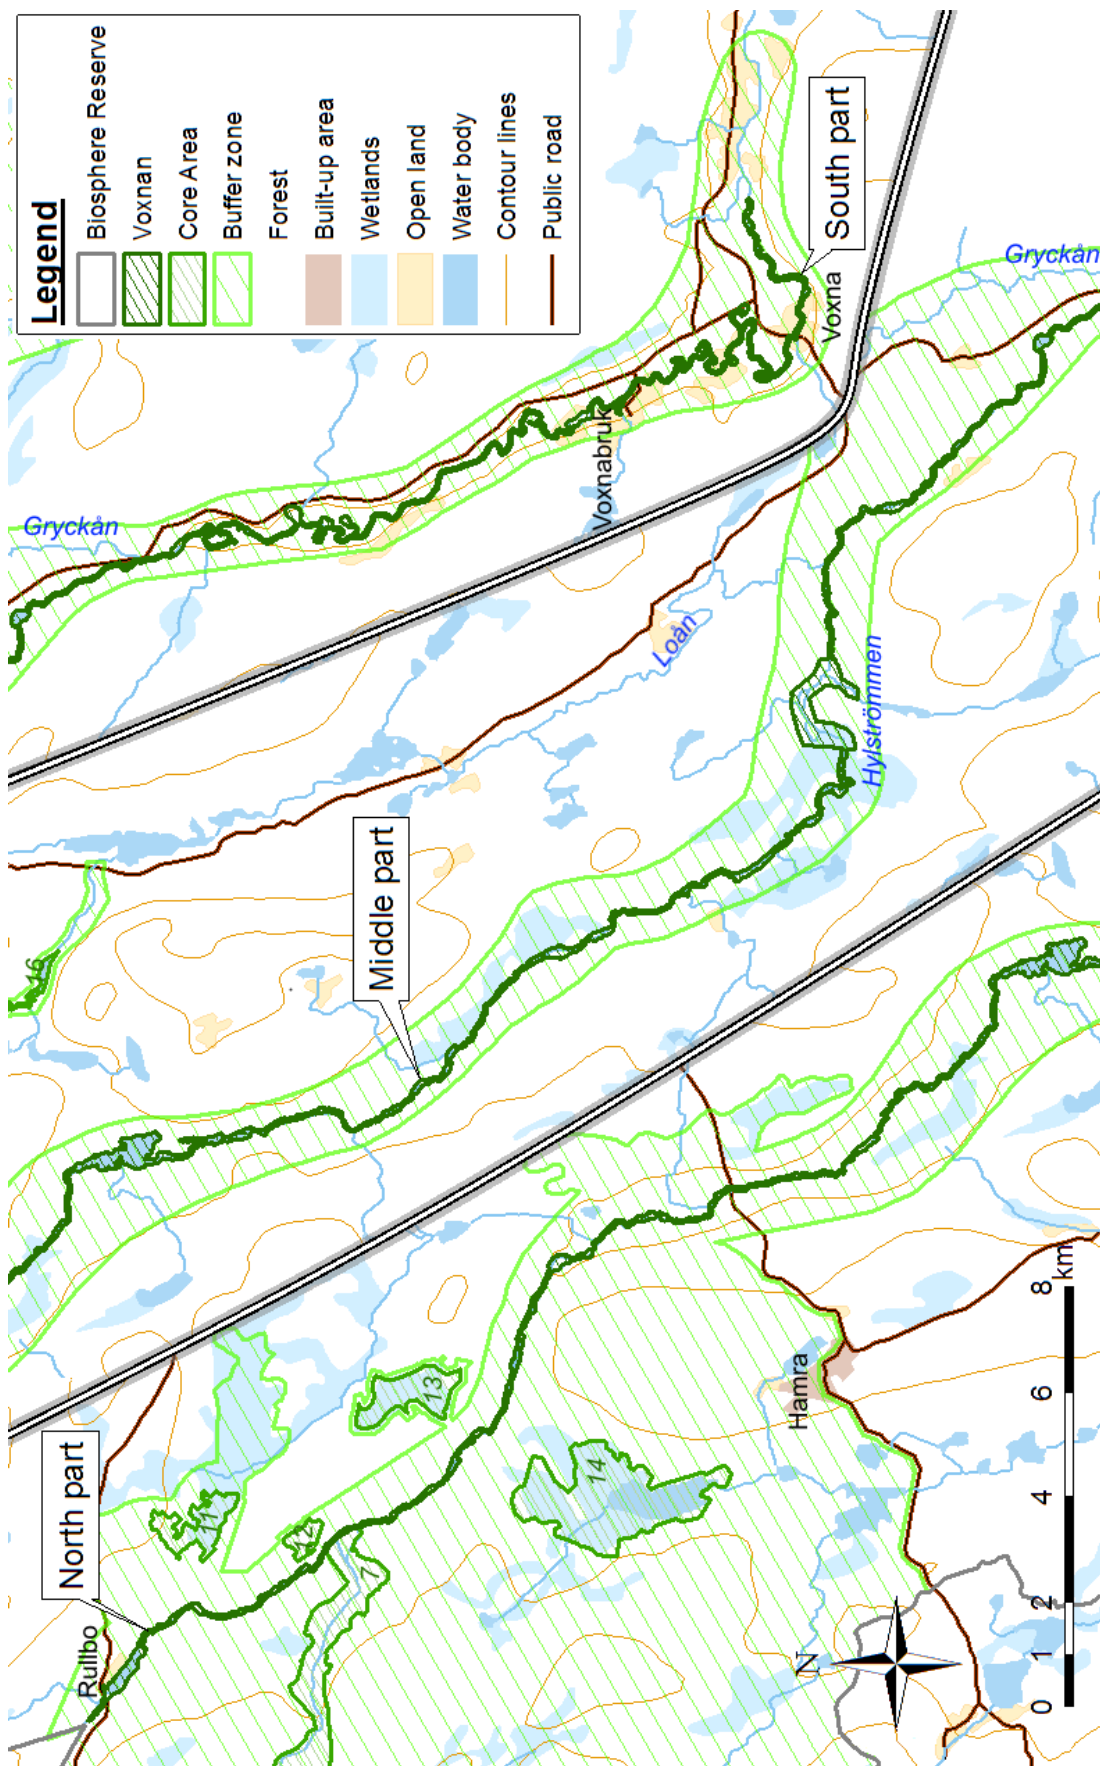 Legend
Biosphere Reserve
Voxnan
Core Area
Buffer zone
Forest
Built-up area
Wetlands
Open land
Water body
Contour lines
Public road
North part
Rullbo
11
12
13
14
7
Hamra
N
0 1 2 4 6 8
km
Middle part
16
Loån
Hylströmmen
Gryckån
Gryckån
Voxnabruk
Voxna
South part